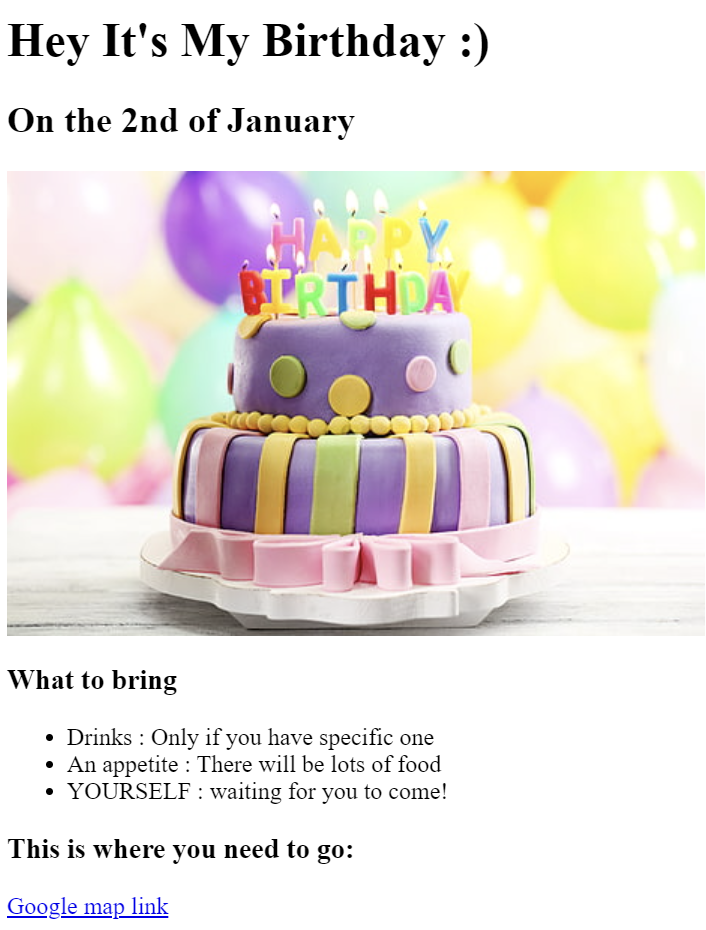 Hey It's My Birthday :)
On the 2nd of January
HAPPY
BIRTHDAY
What to bring
Drinks : Only if you have specific one
An appetite : There will be lots of food
YOURSELF : waiting for you to come!
This is where you need to go:
Google map link